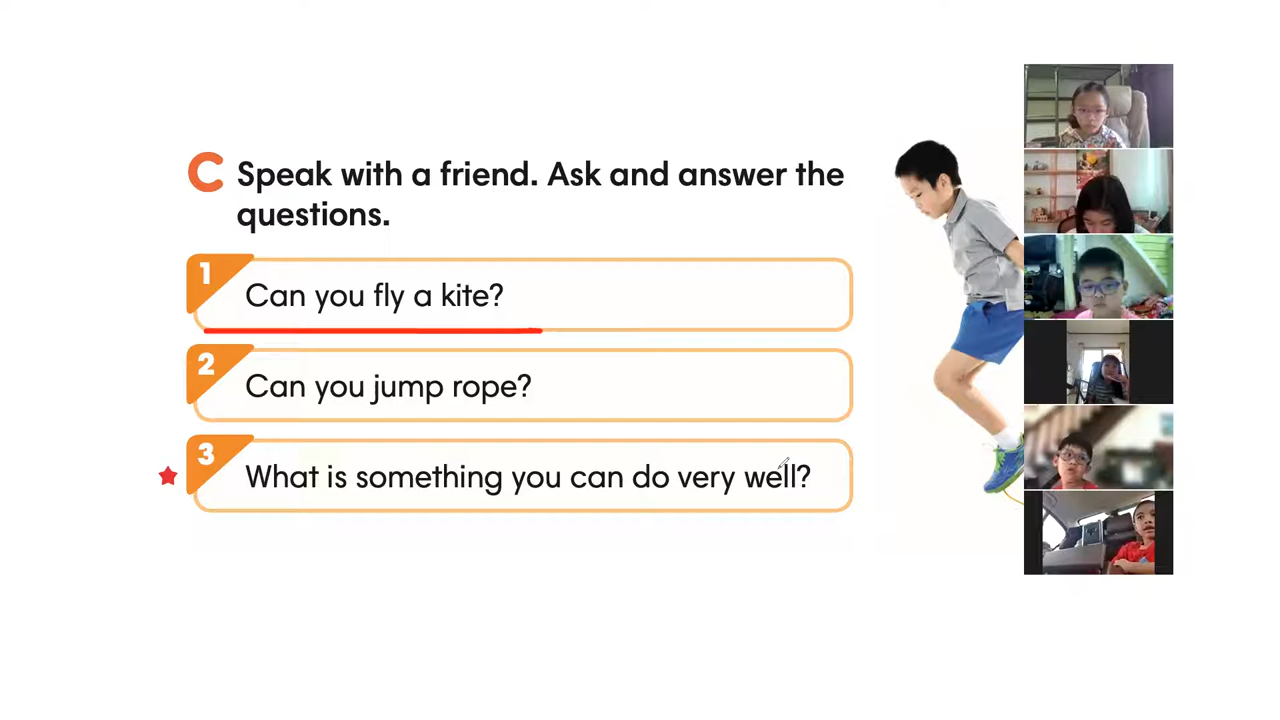 C Speak with a friend. Ask and answer the
questions.
1 Can you fly a kite?
2 Can you jump rope?
3 What is something you can do very well?